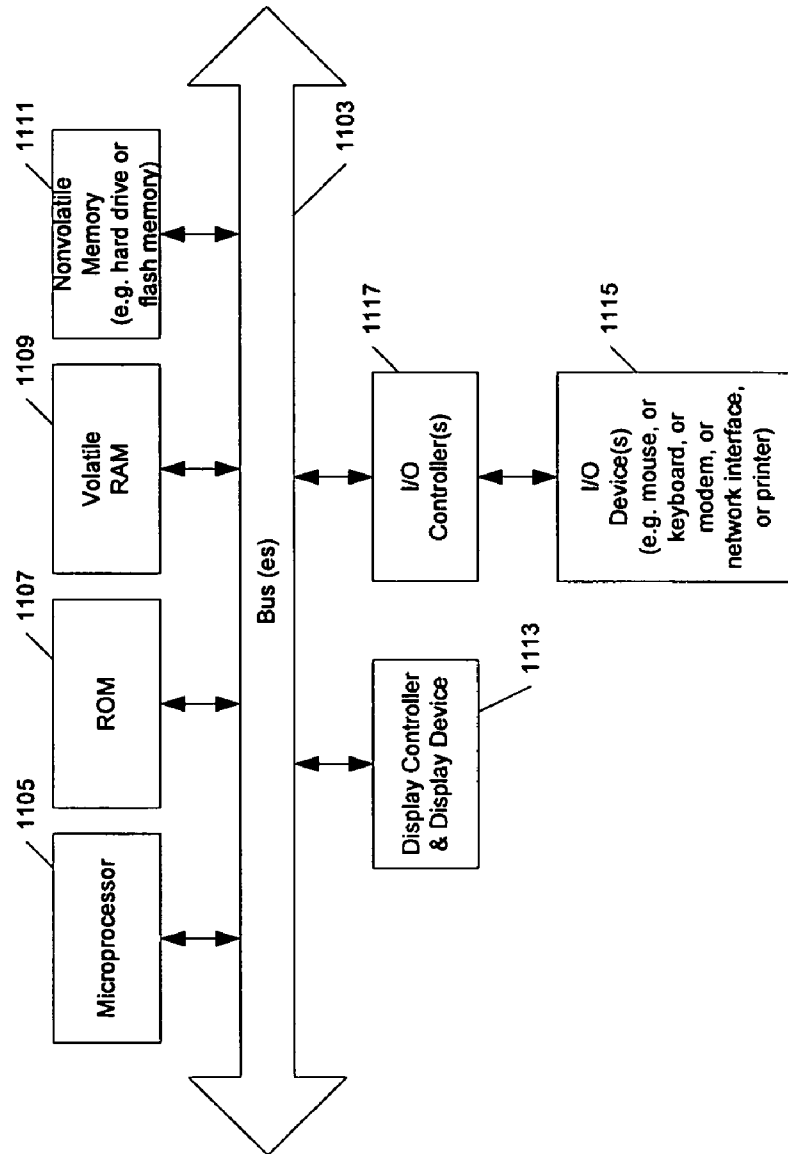 1105
Microprocessor
1107
ROM
1109
Volatile
RAM
1111
Nonvolatile
Memory
(e.g. hard drive or
flash memory)
Bus (es)
1103
Display Controller
& Display Device
1113
I/O
Controller(s)
1117
I/O
Device(s)
(e.g. mouse, or
keyboard, or
modem, or
network interface,
or printer)
1115